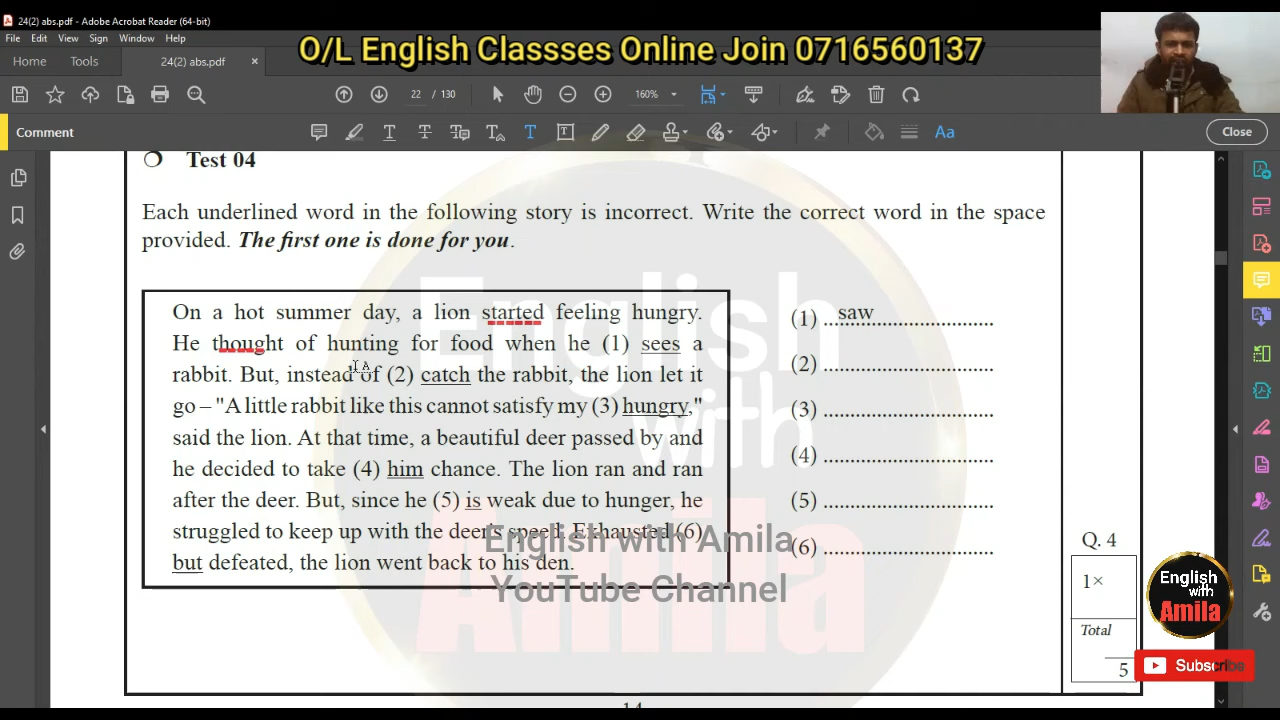 24(2) abs.pdf - Adobe Acrobat Reader (64-bit)
File Edit View Sign Window Help
O/L English Classses Online Join 0716560137
Home Tools 24(2) abs.pdf ×
22 / 130 160%
Comment
Close
Test 04
Each underlined word in the following story is incorrect. Write the correct word in the space
provided. The first one is done for you.
On a hot summer day, a lion started feeling hungry.
He thought of hunting for food when he (1) sees a
rabbit. But, instead of (2) catch the rabbit, the lion let it
go – "A little rabbit like this cannot satisfy my (3) hungry,"
said the lion. At that time, a beautiful deer passed by and
he decided to take (4) him chance. The lion ran and ran
after the deer. But, since he (5) is weak due to hunger, he
struggled to keep up with the deer's speed. Exhausted (6)
but defeated, the lion went back to his den.
(1) ...saw..............................
(2) ..................................
(3) ..................................
(4) ..................................
(5) ..................................
(6) ..................................
Q. 4
1×
Total
5
English with Amila
English with Amila
YouTube Channel
English
with
Amila
Subscribe
14